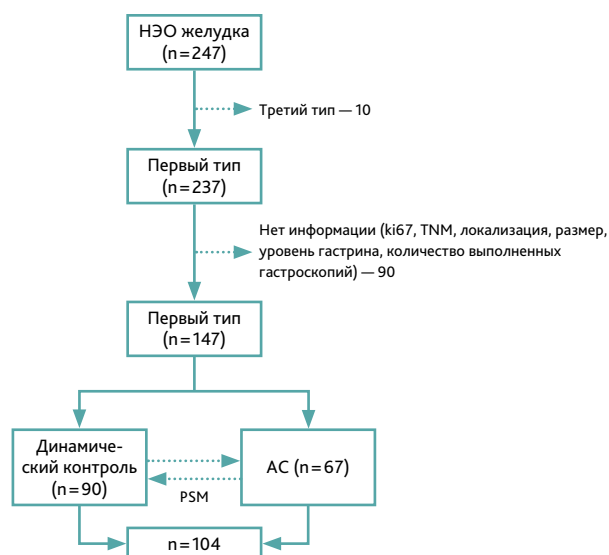 НЭО желудка
(n=247)
Третий тип — 10
Первый тип
(n=237)
Нет информации (ki67, TNM, локализация, размер,
уровень гастрина, количество выполненных
гастроскопий) — 90
Первый тип
(n=147)
Динамиче-
ский контроль
(n=90)
АС (n=67)
PSM
n=104